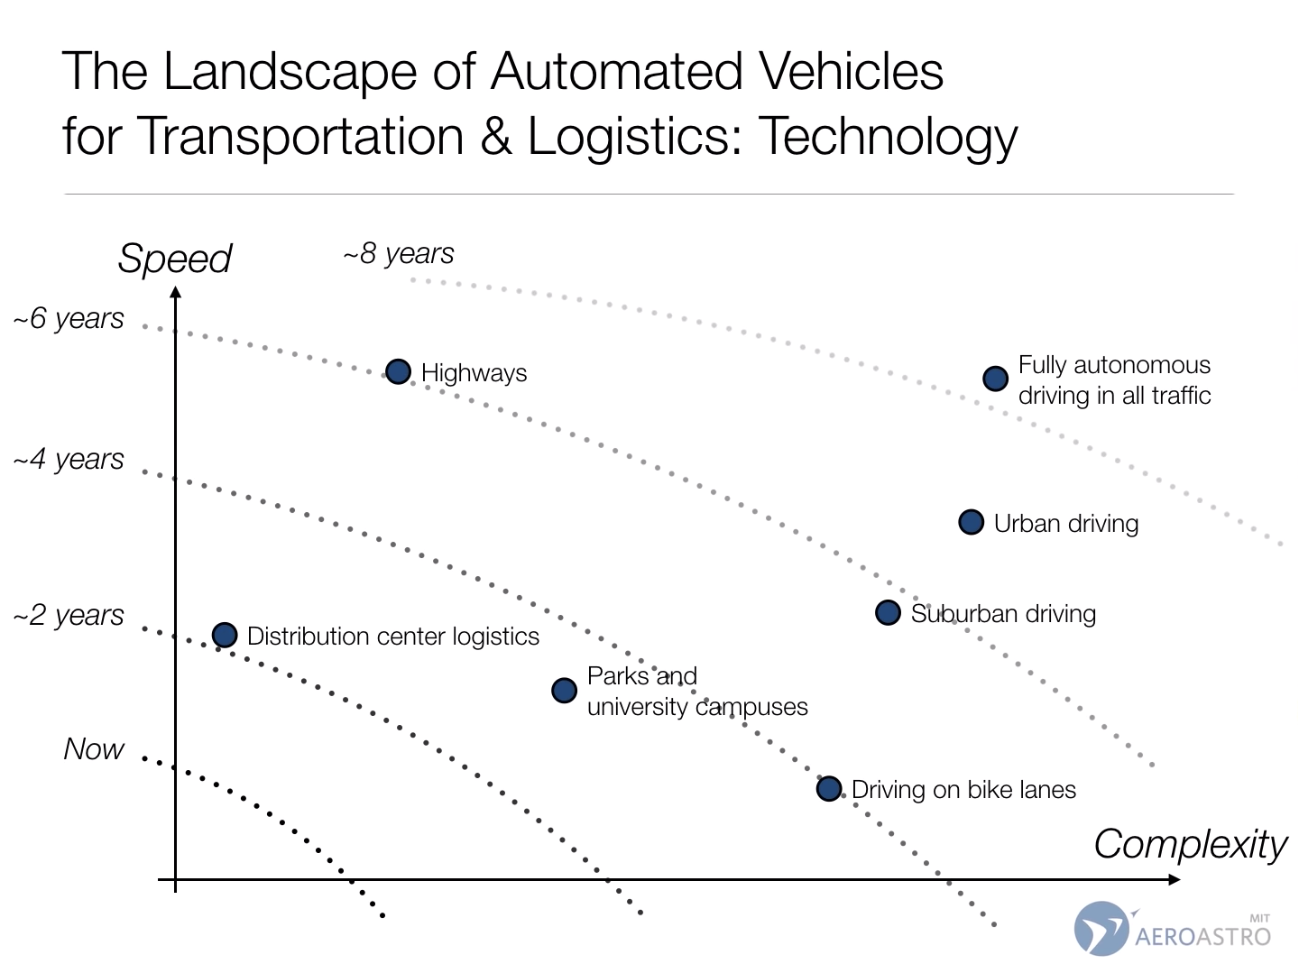 The Landscape of Automated Vehicles
for Transportation & Logistics: Technology
Speed
~8 years
~6 years
Highways
Fully autonomous
driving in all traffic
~4 years
Urban driving
~2 years
Suburban driving
Distribution center logistics
Parks and
university campuses
Now
Driving on bike lanes
Complexity
MIT
AEROASTRO